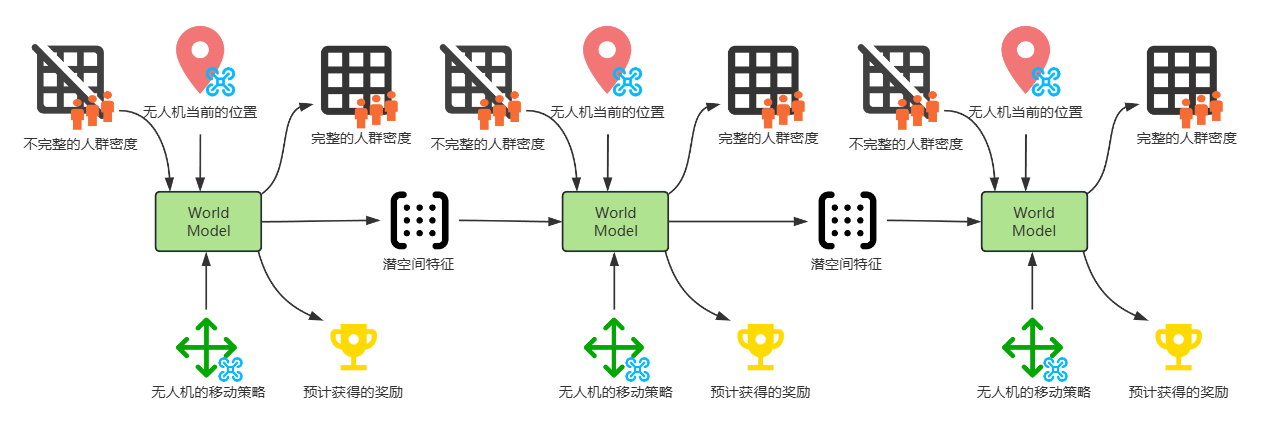 无人机当前的位置
不完整的人群密度
完整的人群密度
World
Model
潜空间特征
无人机的移动策略
预计获得的奖励
无人机当前的位置
不完整的人群密度
完整的人群密度
World
Model
潜空间特征
无人机的移动策略
预计获得的奖励
无人机当前的位置
不完整的人群密度
完整的人群密度
World
Model
无人机的移动策略
预计获得的奖励